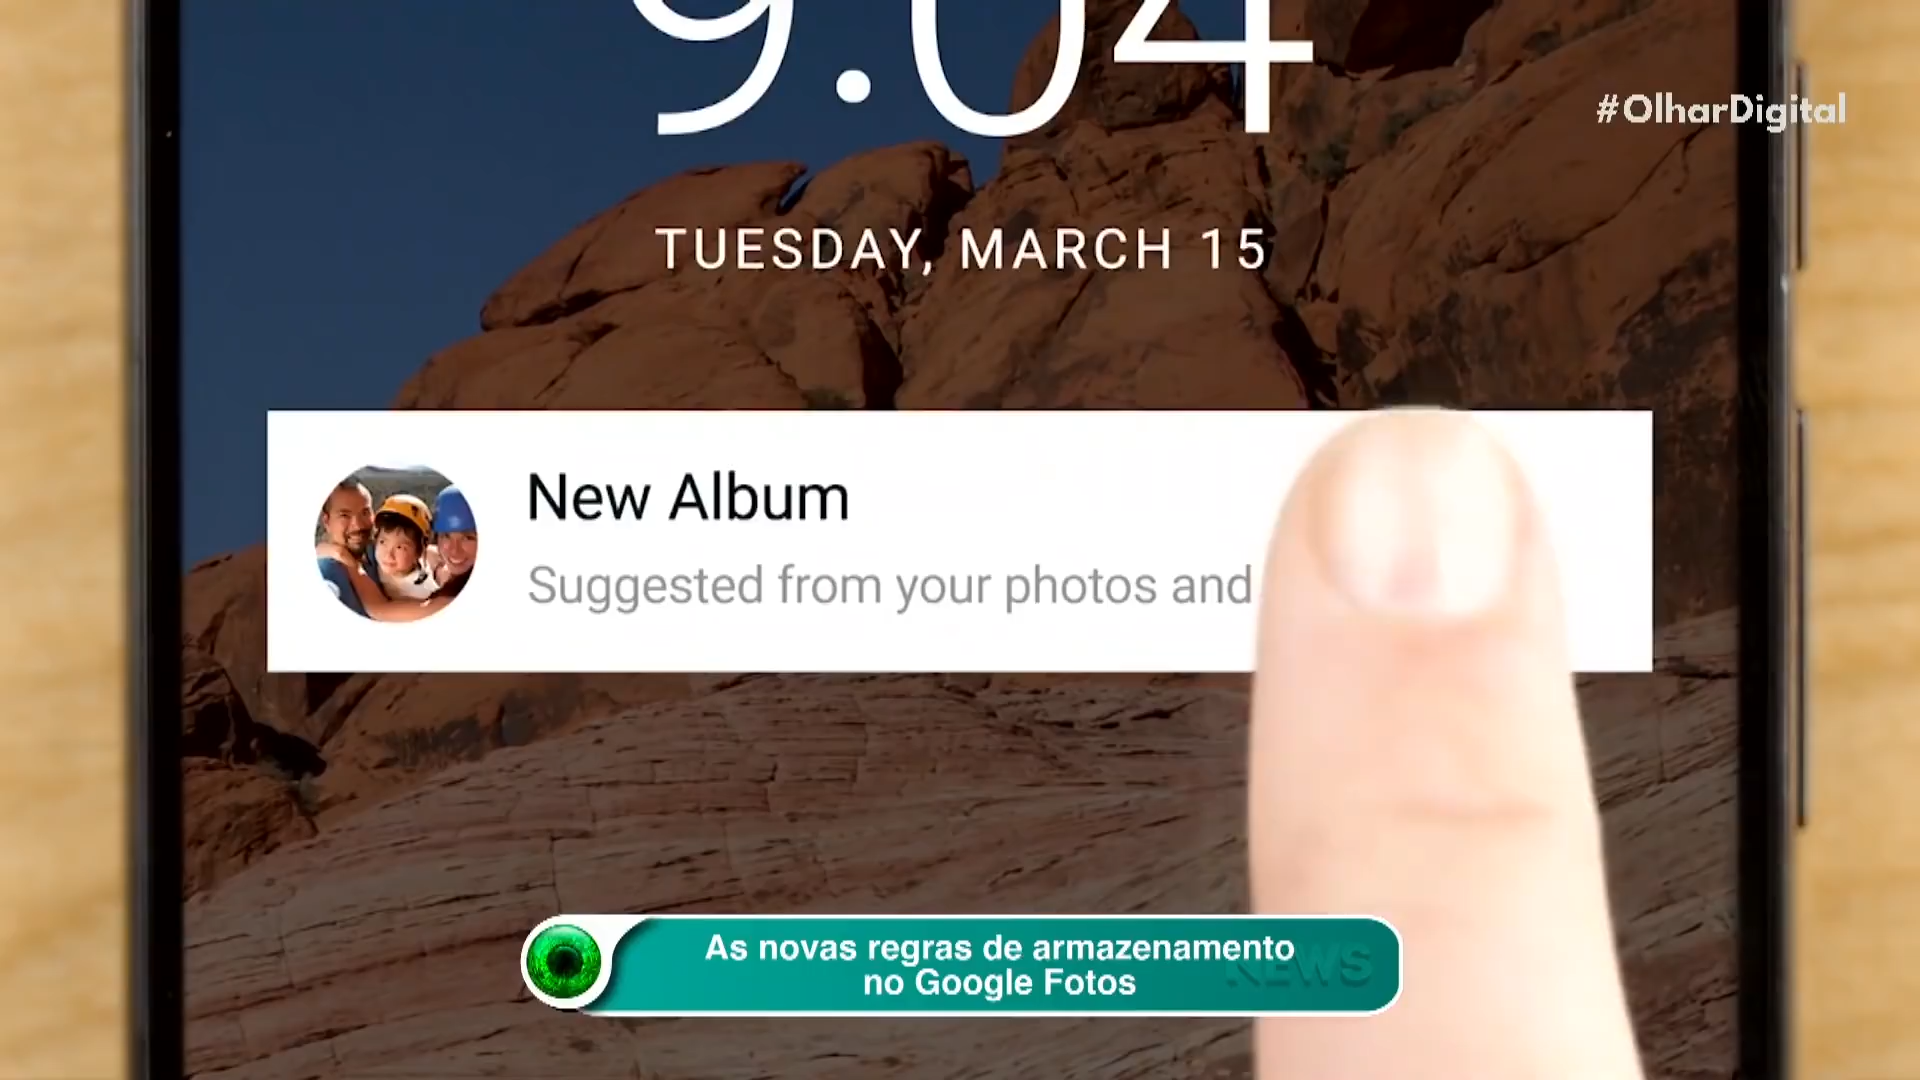 9:04
#OlharDigital
TUESDAY, MARCH 15
New Album
Suggested from your photos and
As novas regras de armazenamento
no Google Fotos
NEWS